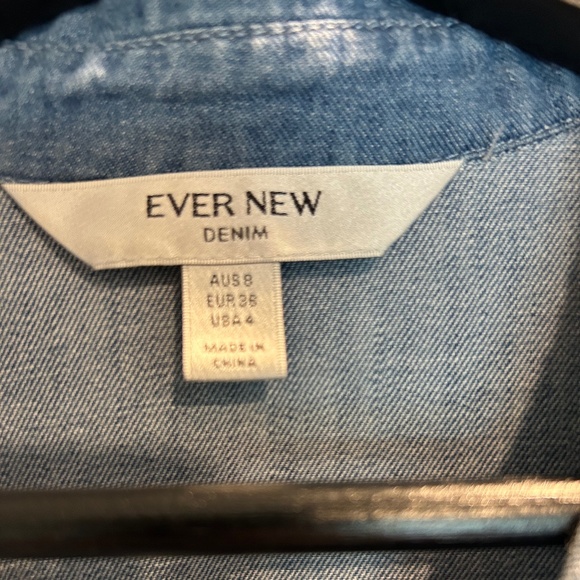 EVER NEW
DENIM
AUS 8
EUR 36
USA 4
MADE IN
CHINA